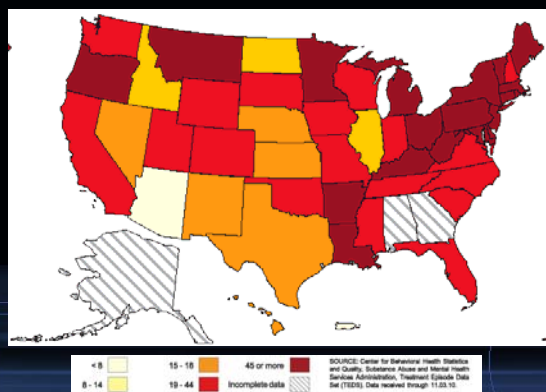 < 8
15 - 18
45 or more
8 - 14
19 - 44
Incomplete data
SOURCE: Center for Behavioral Health Statistics
and Quality, Substance Abuse and Mental Health
Services Administration, Treatment Episode Data
Set (TEDS). Data received through 11.03.10.